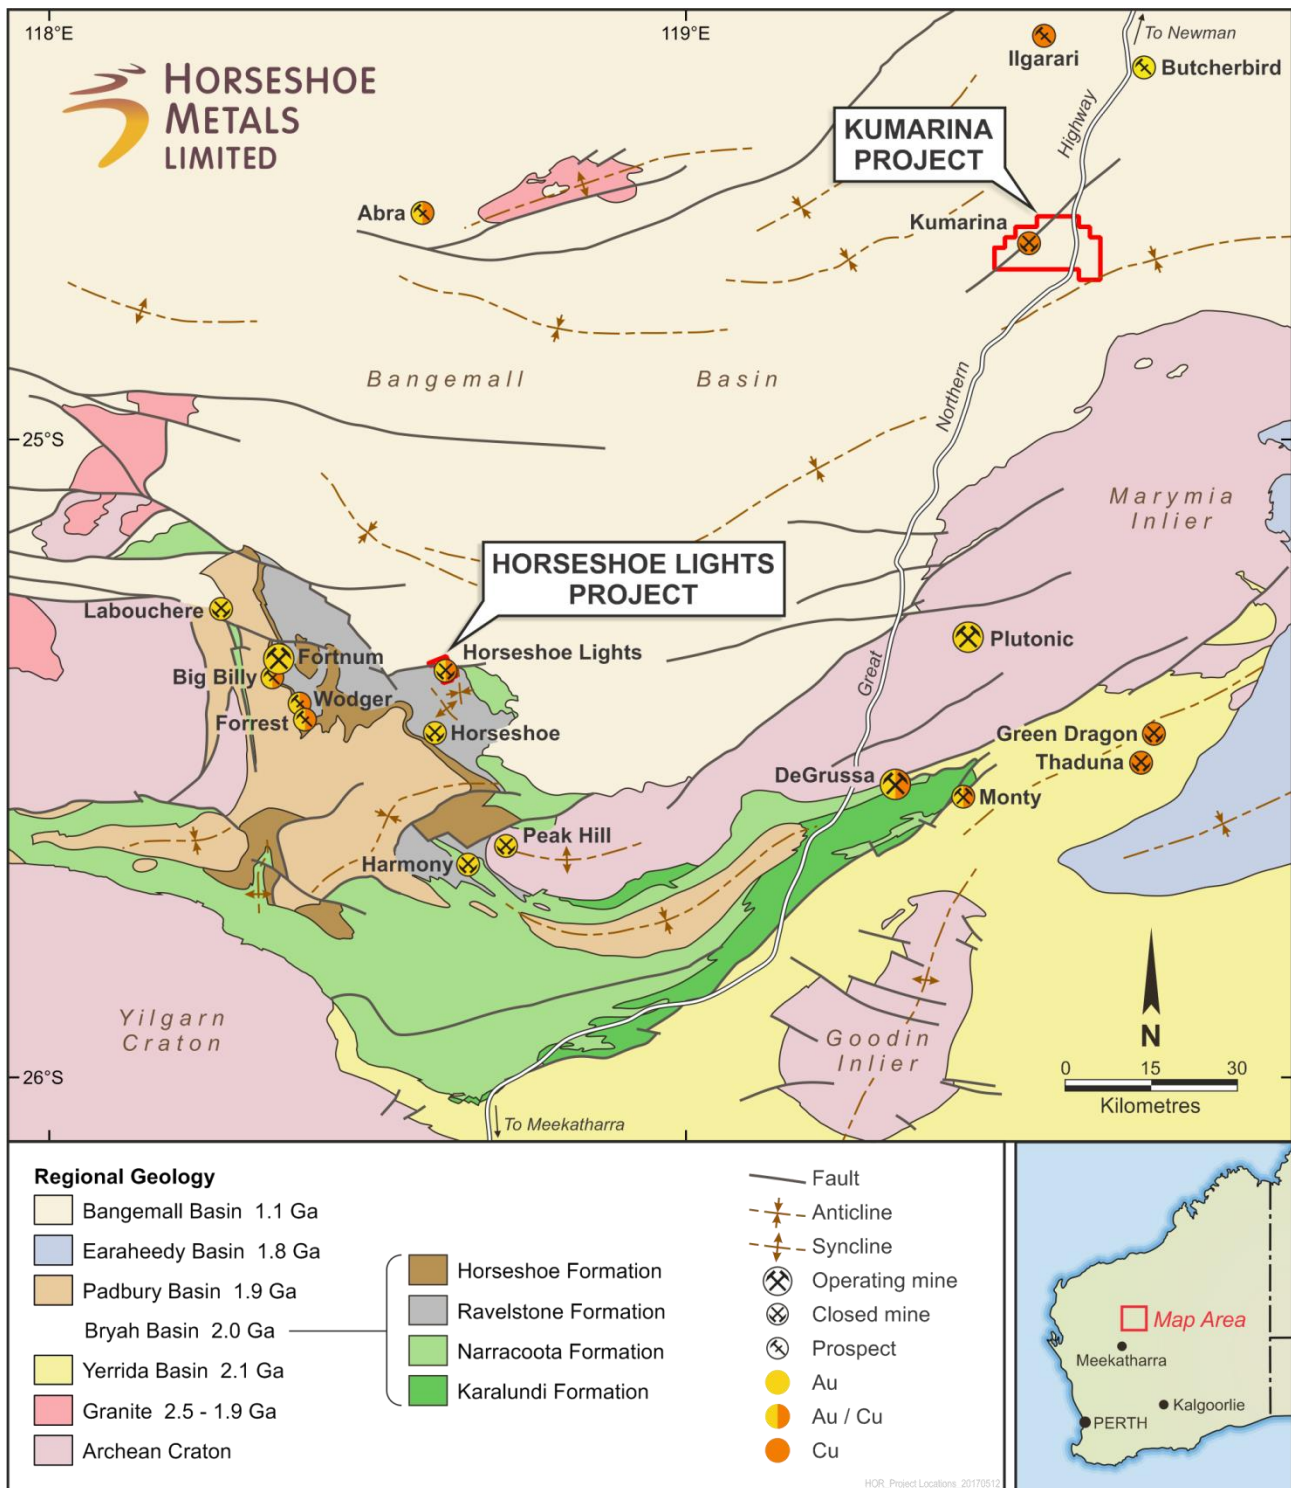 118°E
119°E
To Newman
HORSESHOE
METALS
LIMITED
Ilgarari
Butcherbird
Highway
KUMARINA
PROJECT
Abra
Kumarina
Bangemall Basin
Northern
25°S
Marymia
Inlier
HORSESHOE LIGHTS
PROJECT
Labouchere
Plutonic
Fortnum
Horseshoe Lights
Big Billy
Great
Wodger
Forrest
Horseshoe
Green Dragon
Thaduna
DeGrussa
Monty
Peak Hill
Harmony
Yilgarn
Craton
Goodin
Inlier
N
26°S
0 15 30
Kilometres
To Meekatharra
Regional Geology
Bangemall Basin 1.1 Ga
Earaheedy Basin 1.8 Ga
Padbury Basin 1.9 Ga
Bryah Basin 2.0 Ga
Yerrida Basin 2.1 Ga
Granite 2.5 - 1.9 Ga
Archean Craton
Horseshoe Formation
Ravelstone Formation
Narracoota Formation
Karalundi Formation
Fault
Anticline
Syncline
Operating mine
Closed mine
Prospect
Au
Au / Cu
Cu
HOR_Project Locations_20170512
Map Area
Meekatharra
Kalgoorlie
PERTH